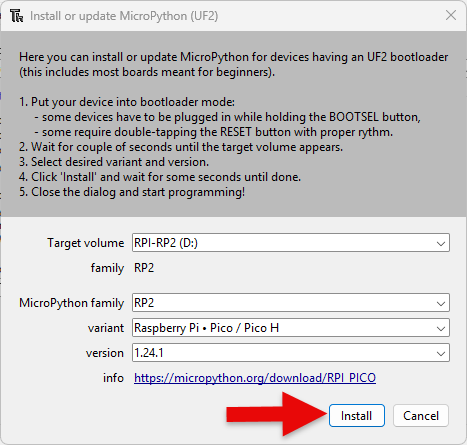 Install or update MicroPython (UF2)
Here you can install or update MicroPython for devices having an UF2 bootloader
(this includes most boards meant for beginners).
1. Put your device into bootloader mode:
- some devices have to be plugged in while holding the BOOTSEL button,
- some require double-tapping the RESET button with proper rythm.
2. Wait for couple of seconds until the target volume appears.
3. Select desired variant and version.
4. Click 'Install' and wait for some seconds until done.
5. Close the dialog and start programming!
Target volume RPI-RP2 (D:)
family RP2
MicroPython family RP2
variant Raspberry Pi • Pico / Pico H
version 1.24.1
info https://micropython.org/download/RPI_PICO
Install Cancel